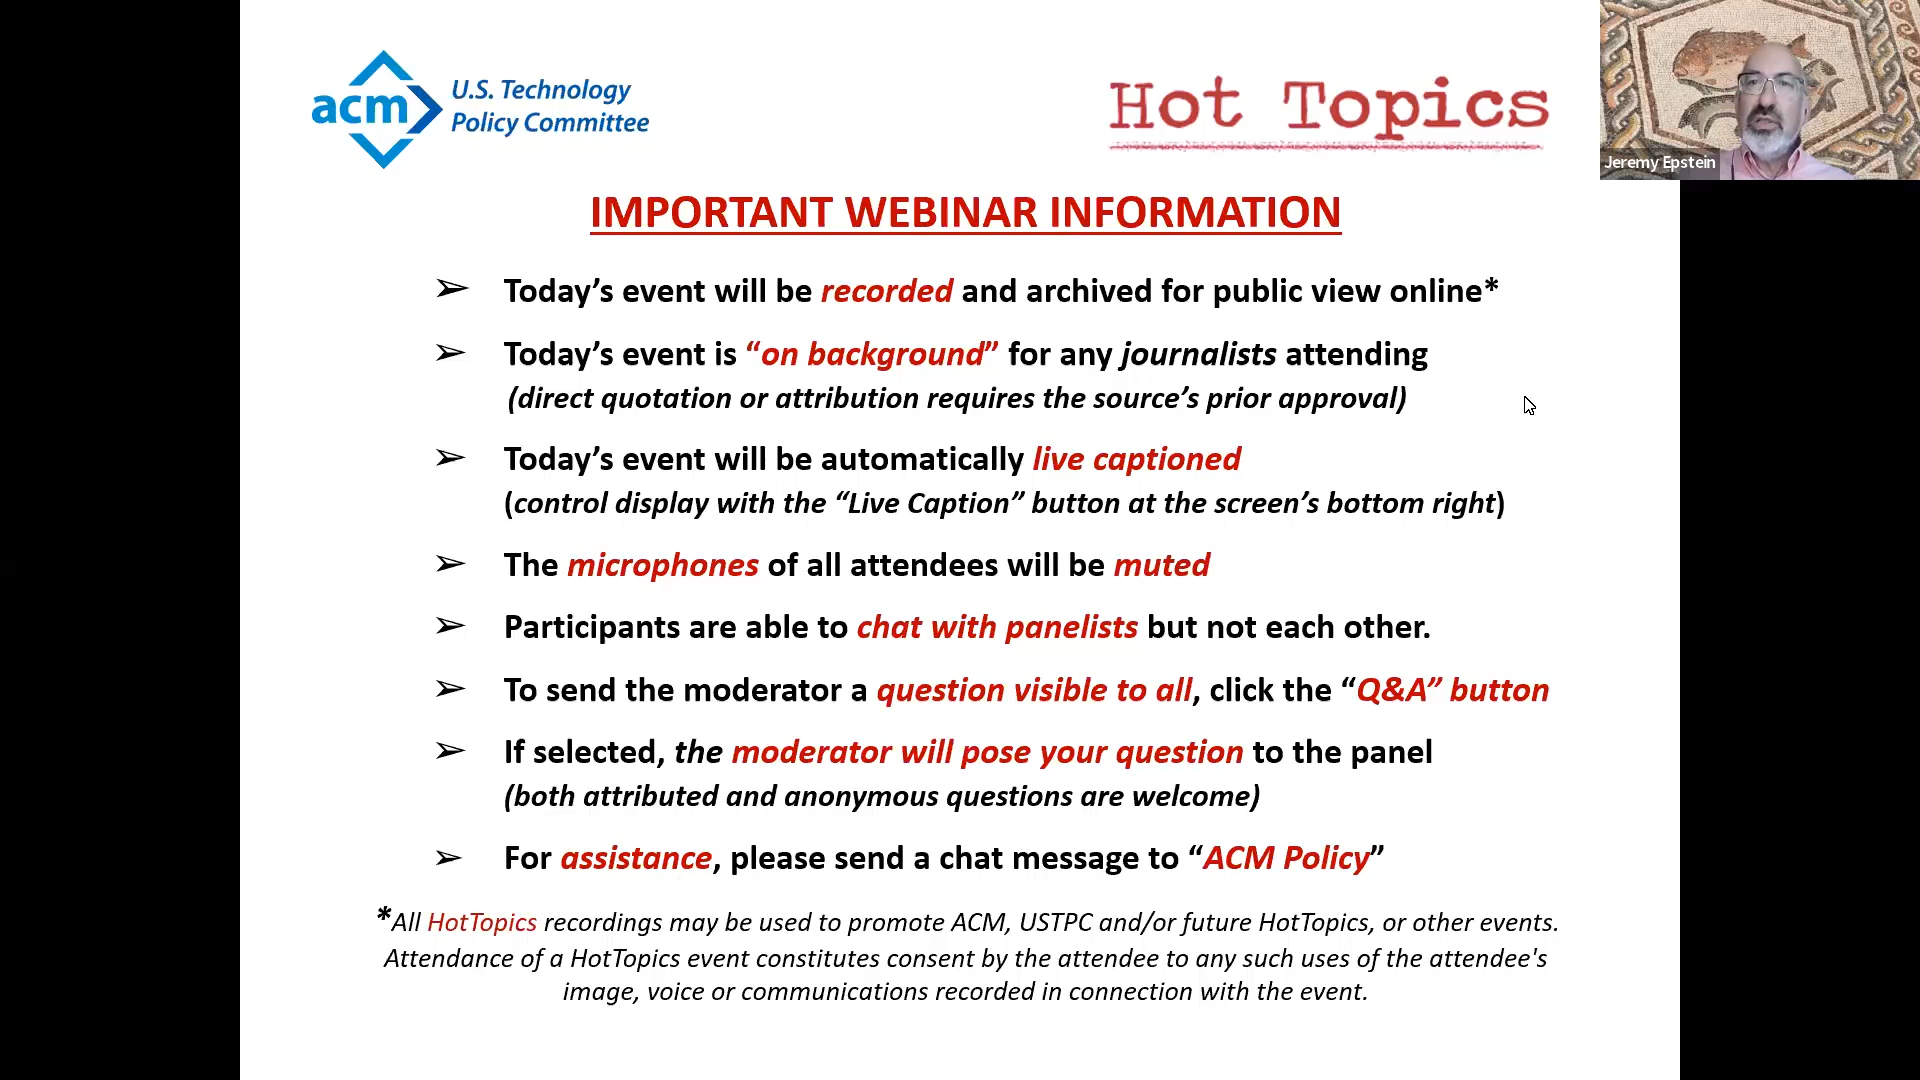 acm
U.S. Technology
Policy Committee
Hot Topics
Jeremy Epstein
IMPORTANT WEBINAR INFORMATION
➢ Today’s event will be recorded and archived for public view online*
➢ Today’s event is “on background” for any journalists attending
(direct quotation or attribution requires the source’s prior approval)
➢ Today’s event will be automatically live captioned
(control display with the “Live Caption” button at the screen’s bottom right)
➢ The microphones of all attendees will be muted
➢ Participants are able to chat with panelists but not each other.
➢ To send the moderator a question visible to all, click the “Q&A” button
➢ If selected, the moderator will pose your question to the panel
(both attributed and anonymous questions are welcome)
➢ For assistance, please send a chat message to “ACM Policy”
*All HotTopics recordings may be used to promote ACM, USTPC and/or future HotTopics, or other events.
Attendance of a HotTopics event constitutes consent by the attendee to any such uses of the attendee's
image, voice or communications recorded in connection with the event.